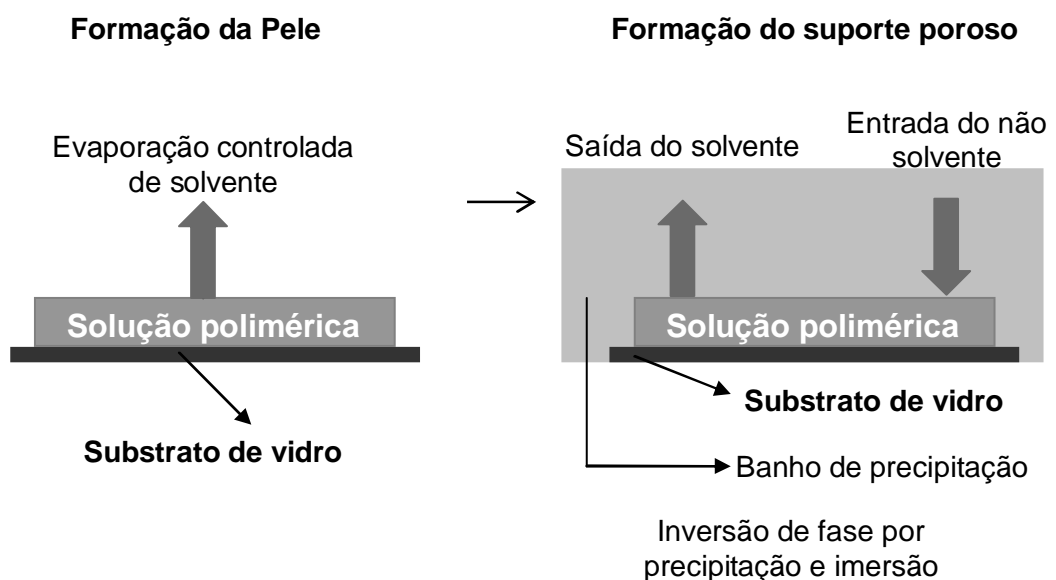 Formação da Pele
Evaporação controlada
de solvente
Solução polimérica
Substrato de vidro
Formação do suporte poroso
Saída do solvente
Entrada do não
solvente
Solução polimérica
Substrato de vidro
Banho de precipitação
Inversão de fase por
precipitação e imersão